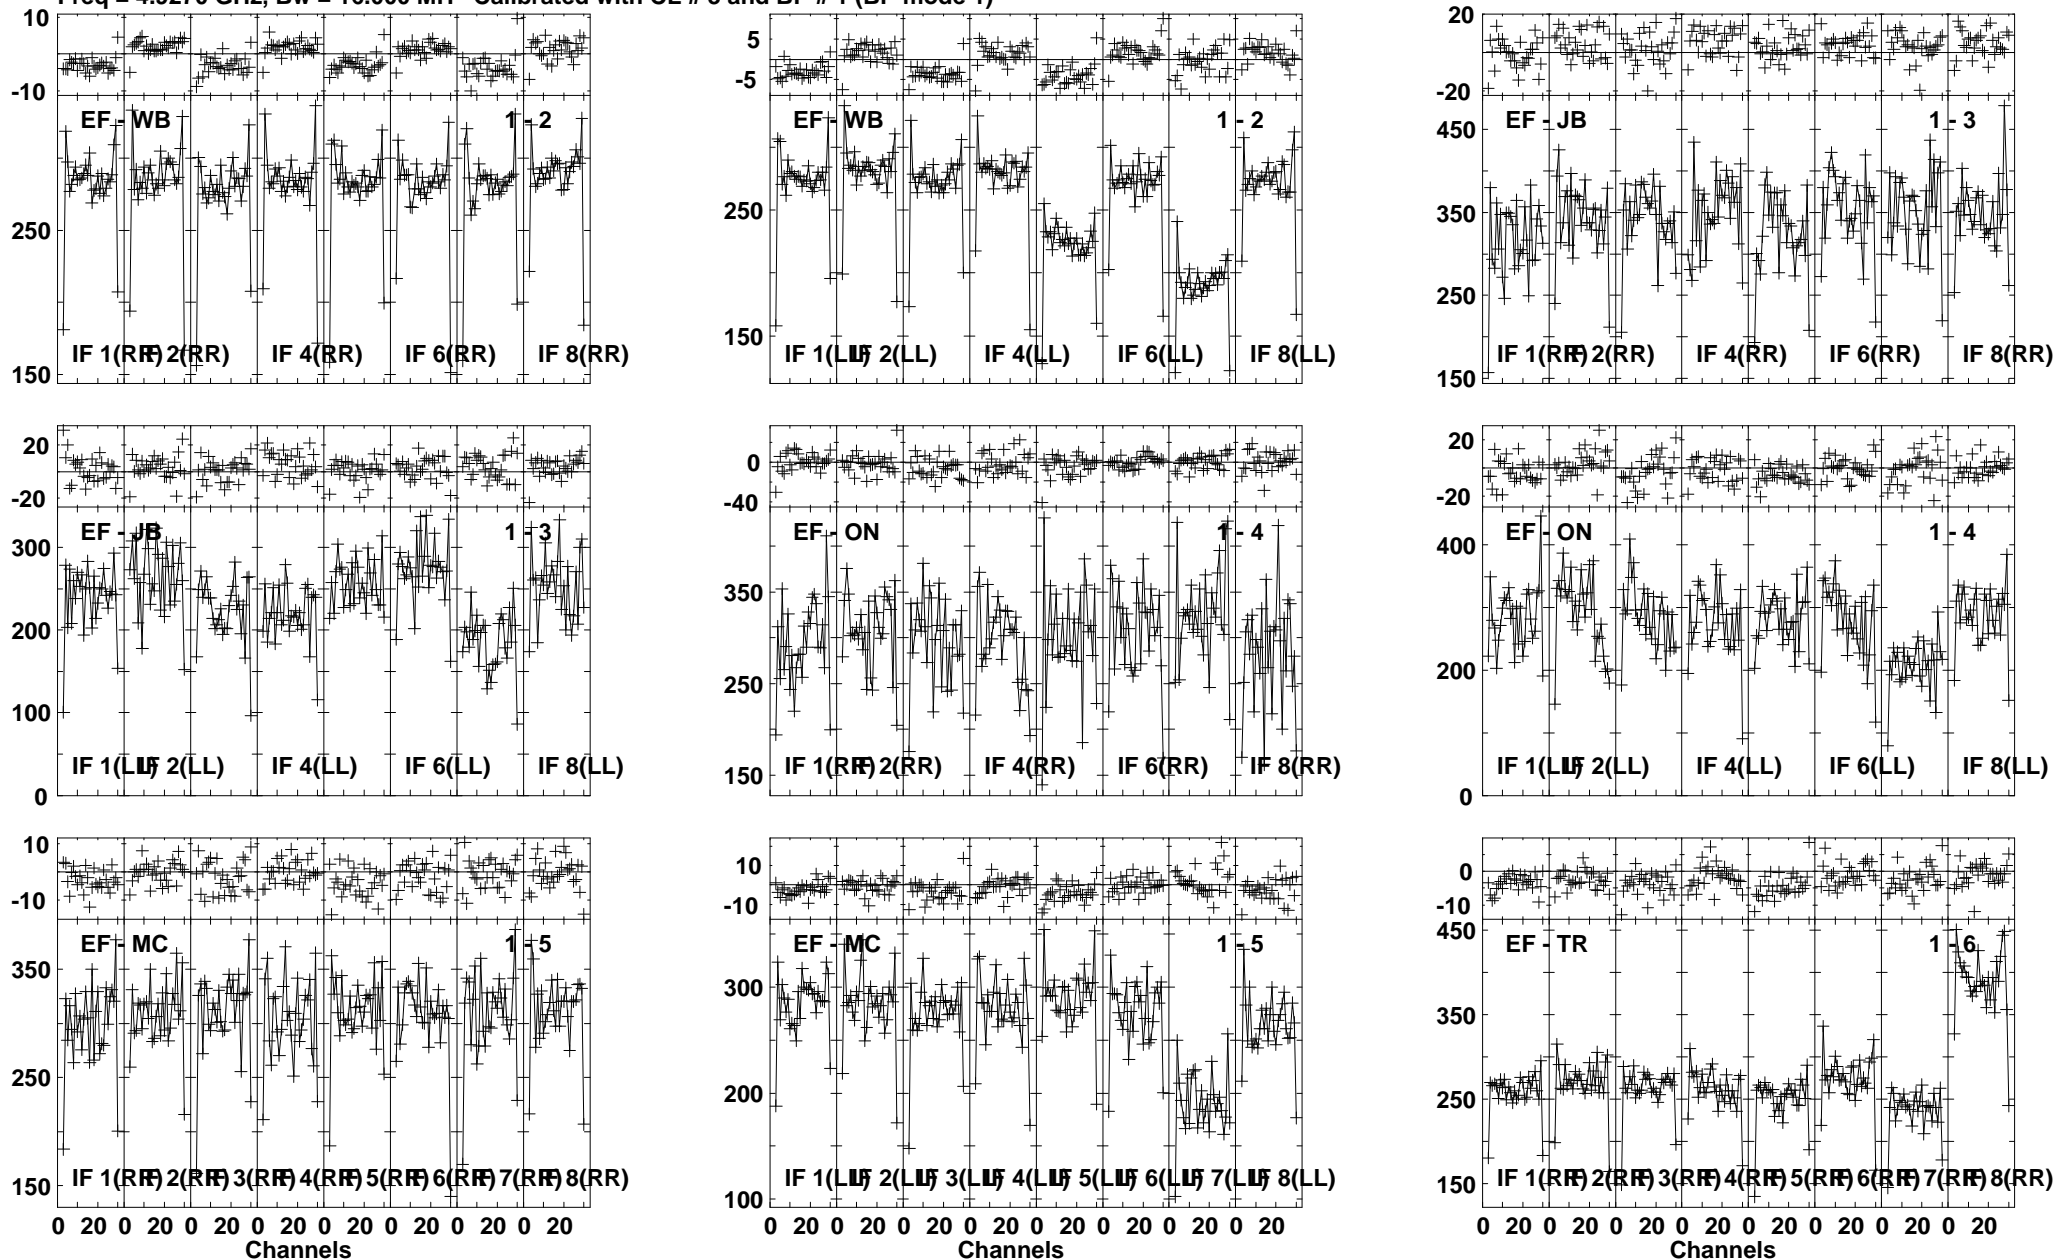 Freq = GHz, Bw = 16.000 MH Calibrated with CL # and BP # 1 (BP mode 1)
10
-10
EF - WB 1 - 2
250
150
IF 1(RR) IF 2(RR) IF 4(RR) IF 6(RR) IF 8(RR)
5
-5
EF - WB 1 - 2
250
150
IF 1(LL) IF 2(LL) IF 4(LL) IF 6(LL) IF 8(LL)
20
-20
EF - JB 1 - 3
450
350
250
150
IF 1(RR) IF 2(RR) IF 4(RR) IF 6(RR) IF 8(RR)
20
-20
EF - JB 1 - 3
300
200
100
0
IF 1(LL) IF 2(LL) IF 4(LL) IF 6(LL) IF 8(LL)
0
-40
EF - ON 1 - 4
350
250
150
IF 1(RR) IF 2(RR) IF 4(RR) IF 6(RR) IF 8(RR)
20
-20
EF - ON 1 - 4
400
200
0
IF 1(LL) IF 2(LL) IF 4(LL) IF 6(LL) IF 8(LL)
10
-10
EF - MC 1 - 5
350
250
150
IF 1(RR) IF 2(RR) IF 3(RR) IF 4(RR) IF 5(RR) IF 6(RR) IF 7(RR) IF 8(RR)
0 20 0 20 0 20 0 20 0 20 0 20 0 20 0 20
Channels
10
-10
EF - MC 1 - 5
300
200
100
IF 1(LL) IF 2(LL) IF 3(LL) IF 4(LL) IF 5(LL) IF 6(LL) IF 7(LL) IF 8(LL)
0 20 0 20 0 20 0 20 0 20 0 20 0 20 0 20
Channels
0
-10
EF - TR 1 - 6
450
350
250
150
IF 1(RR) IF 2(RR) IF 3(RR) IF 4(RR) IF 5(RR) IF 6(RR) IF 7(RR) IF 8(RR)
0 20 0 20 0 20 0 20 0 20 0 20 0 20 0 20
Channels